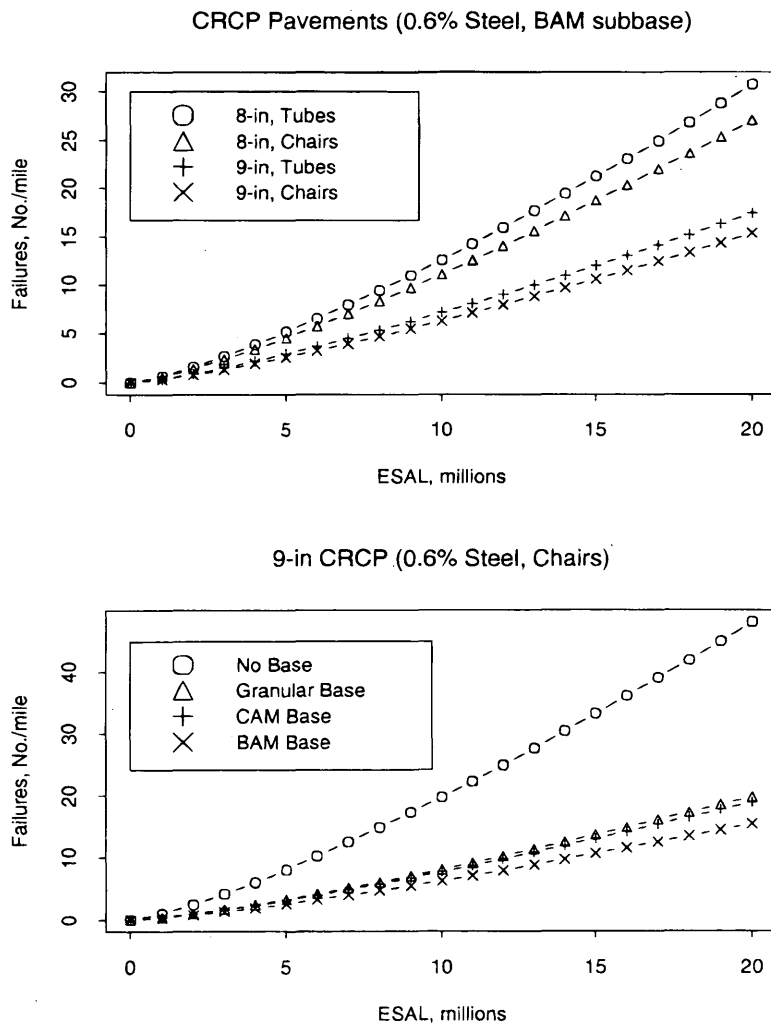 CRCP Pavements (0.6% Steel, BAM subbase)
8-in, Tubes
8-in, Chairs
9-in, Tubes
9-in, Chairs
Failures, No./mile
30
25
20
15
10
5
0
0 5 10 15 20
ESAL, millions
9-in CRCP (0.6% Steel, Chairs)
No Base
Granular Base
CAM Base
BAM Base
Failures, No./mile
40
30
20
10
0
0 5 10 15 20
ESAL, millions